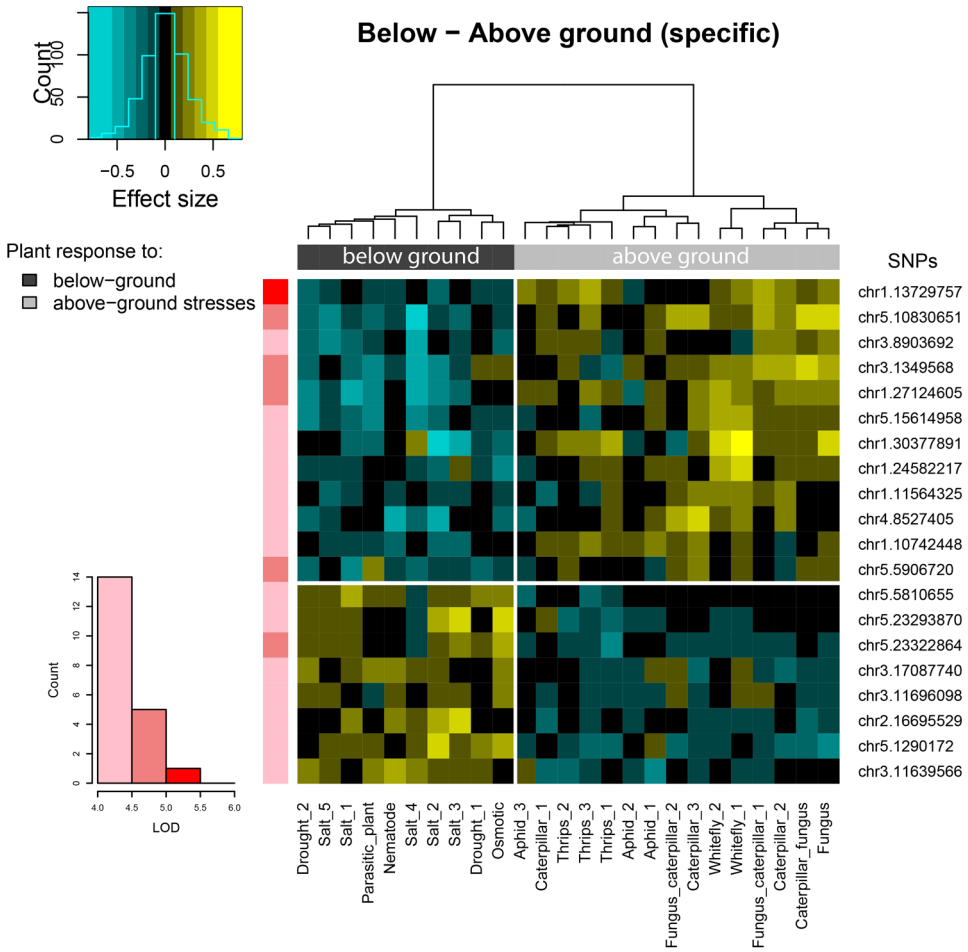 Below − Above ground (specific)
Count
0
50
100
−0.5
0
0.5
Effect size
Plant response to:
below−ground
above−ground stresses
below ground
above ground
SNPs
chr1.13729757
chr5.10830651
chr3.8903692
chr3.1349568
chr1.27124605
chr5.15614958
chr1.30377891
chr1.24582217
chr1.11564325
chr4.8527405
chr1.10742448
chr5.5906720
chr5.5810655
chr5.23293870
chr5.23322864
chr3.17087740
chr3.11696098
chr2.16695529
chr5.1290172
chr3.11639566
Count
0
2
4
6
8
10
12
14
4.0
4.5
5.0
5.5
6.0
LOD
Drought_2
Salt_5
Salt_1
Parasitic_plant
Nematode
Salt_4
Salt_2
Salt_3
Drought_1
Osmotic
Aphid_3
Caterpillar_1
Thrips_2
Thrips_3
Thrips_1
Aphid_2
Aphid_1
Fungus_caterpillar_2
Caterpillar_3
Whitefly_2
Whitefly_1
Fungus_caterpillar_1
Caterpillar_2
Caterpillar_fungus
Fungus